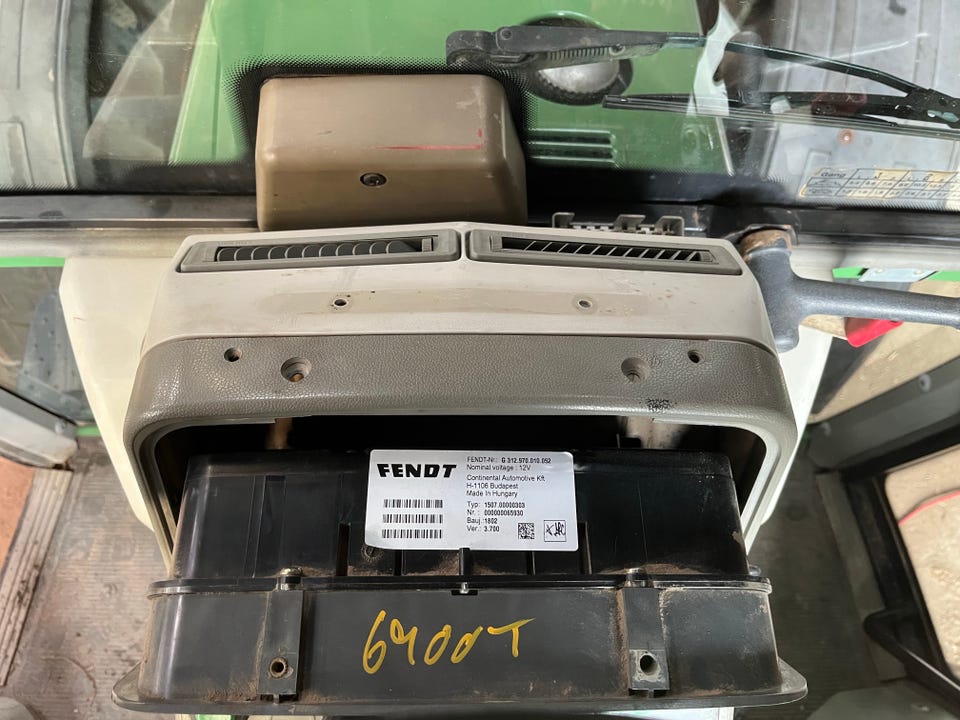 Gang
FENDT
FENDT-Nr.: G 312.970.010.052
Nominal voltage : 12V
Continental Automotive Kft
H-1106 Budapest
Made In Hungary
Typ: 1507.00000303
Nr. : 000000065930
Bauj.:1802
Ver.: 3.700
6400T